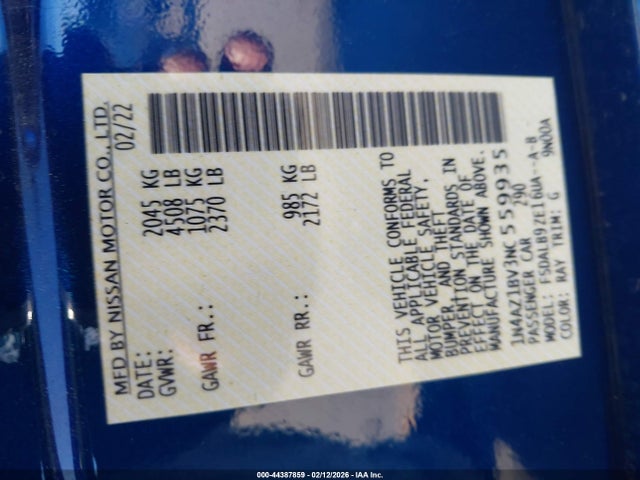 MFD BY NISSAN MOTOR CO., LTD.
DATE: 02/22
GVWR: 2045 KG
4508 LB
GAWR FR.: 1075 KG
2370 LB
GAWR RR.: 985 KG
2172 LB
THIS VEHICLE CONFORMS TO
ALL APPLICABLE FEDERAL
MOTOR VEHICLE SAFETY,
BUMPER, AND THEFT
PREVENTION STANDARDS IN
EFFECT ON THE DATE OF
MANUFACTURE SHOWN ABOVE.
1N4AZ1BV3NC559935
PASSENGER CAR 290
MODEL: FSDALB9ZE16UA--A-B
COLOR: RAY TRIM: G 9N00A
000-44387859 - 02/12/2026 - IAA Inc.